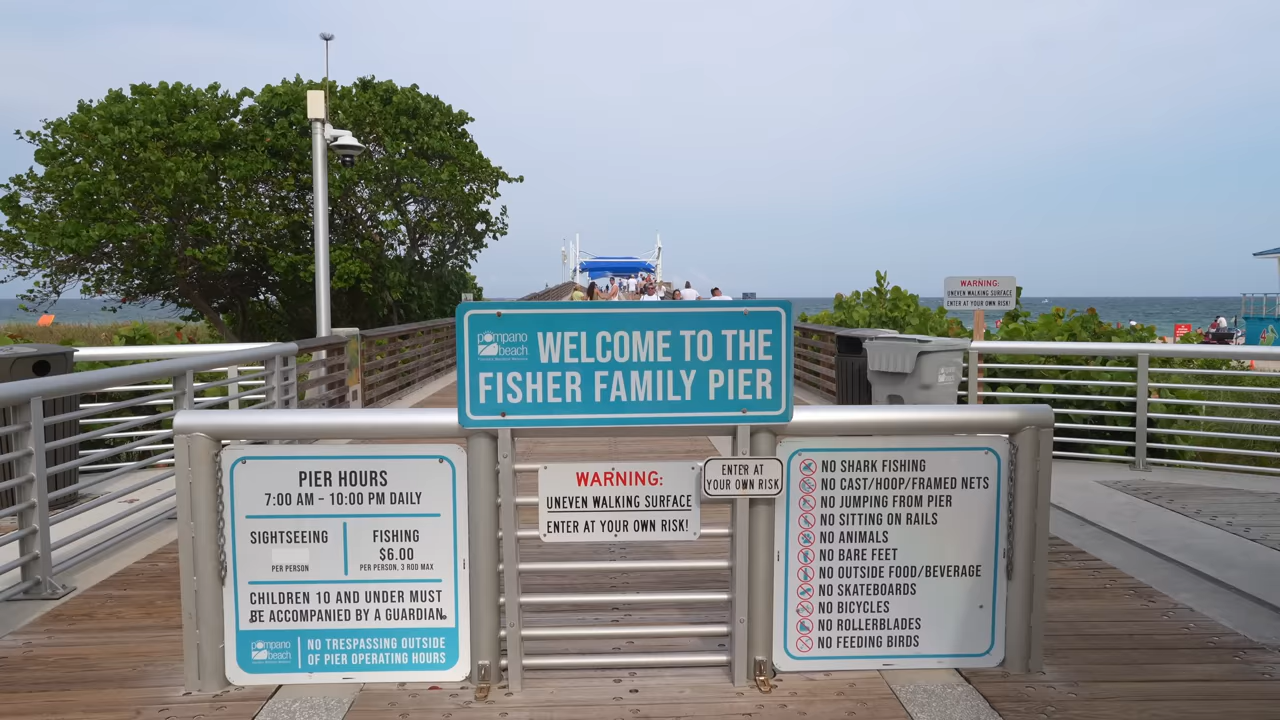 WARNING:
UNEVEN WALKING SURFACE
ENTER AT YOUR OWN RISK!
pompano
beach
WELCOME TO THE
FISHER FAMILY PIER
PIER HOURS
7:00 AM – 10:00 PM DAILY
SIGHTSEEING
PER PERSON
FISHING
$6.00
PER PERSON, 3 ROD MAX
CHILDREN 10 AND UNDER MUST
BE ACCOMPANIED BY A GUARDIAN.
pompano
beach
NO TRESPASSING OUTSIDE
OF PIER OPERATING HOURS
WARNING:
UNEVEN WALKING SURFACE
ENTER AT YOUR OWN RISK!
ENTER AT
YOUR OWN RISK
NO SHARK FISHING
NO CAST/HOOP/FRAMED NETS
NO JUMPING FROM PIER
NO SITTING ON RAILS
NO ANIMALS
NO BARE FEET
NO OUTSIDE FOOD/BEVERAGE
NO SKATEBOARDS
NO BICYCLES
NO ROLLERBLADES
NO FEEDING BIRDS